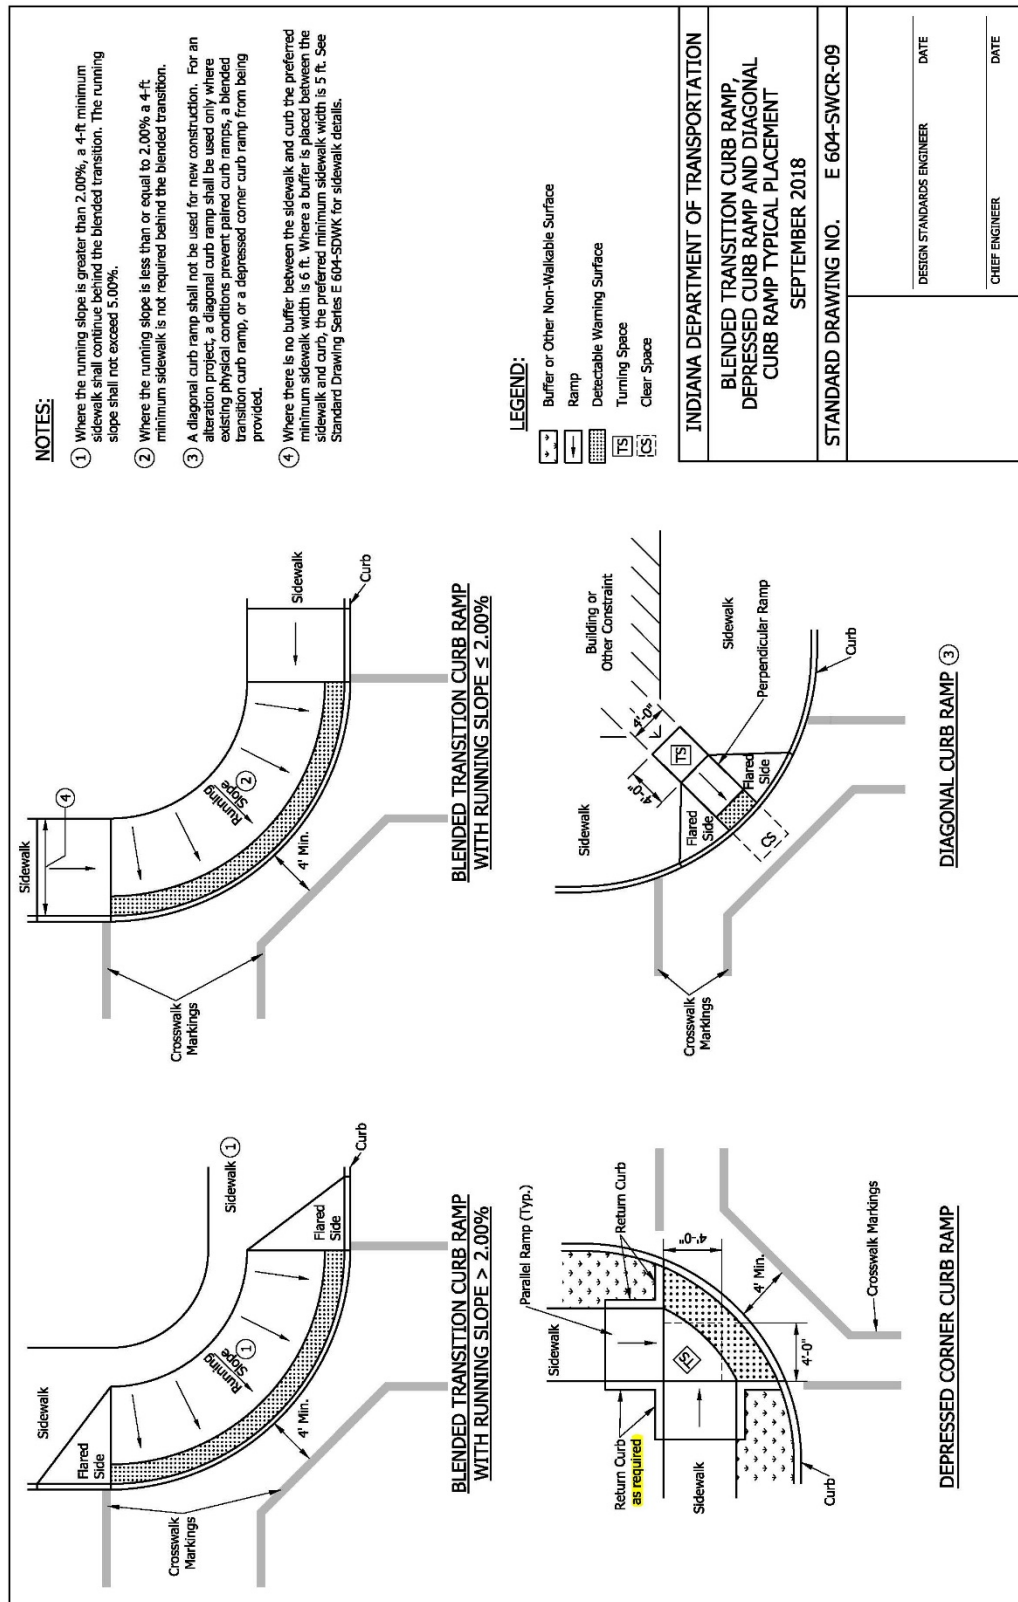 Sidewalk
Flared
Side
Running
Slope
1
Sidewalk 1
4' Min.
Flared
Side
Curb
Crosswalk
Markings
BLENDED TRANSITION CURB RAMP
WITH RUNNING SLOPE > 2.00%
Sidewalk
4
Running
Slope
2
4' Min.
Sidewalk
Curb
Crosswalk
Markings
BLENDED TRANSITION CURB RAMP
WITH RUNNING SLOPE ≤ 2.00%
NOTES:
1 Where the running slope is greater than 2.00%, a 4-ft minimum
sidewalk shall continue behind the blended transition. The running
slope shall not exceed 5.00%.
2 Where the running slope is less than or equal to 2.00% a 4-ft
minimum sidewalk is not required behind the blended transition.
3 A diagonal curb ramp shall not be used for new construction. For an
alteration project, a diagonal curb ramp shall be used only where
existing physical conditions prevent paired curb ramps, a blended
transition curb ramp, or a depressed corner curb ramp from being
provided.
4 Where there is no buffer between the sidewalk and curb the preferred
minimum sidewalk width is 6 ft. Where a buffer is placed between the
sidewalk and curb, the preferred minimum sidewalk width is 5 ft. See
Standard Drawing Series E 604-SDWK for sidewalk details.
Parallel Ramp (Typ.)
Sidewalk
Return Curb
Return Curb
as required
TS
4'-0"
4'-0"
4' Min.
Sidewalk
Curb
Crosswalk Markings
DEPRESSED CORNER CURB RAMP
Building or
Other Constraint
Sidewalk
4'-0"
4'-0"
TS
Flared
Side
Flared
Side
CS
Sidewalk
Perpendicular Ramp
Curb
Crosswalk
Markings
DIAGONAL CURB RAMP 3
LEGEND:
Buffer or Other Non-Walkable Surface
Ramp
Detectable Warning Surface
TS Turning Space
CS Clear Space
INDIANA DEPARTMENT OF TRANSPORTATION
BLENDED TRANSITION CURB RAMP,
DEPRESSED CURB RAMP AND DIAGONAL
CURB RAMP TYPICAL PLACEMENT
SEPTEMBER 2018
STANDARD DRAWING NO. E 604-SWCR-09
DESIGN STANDARDS ENGINEER DATE
CHIEF ENGINEER DATE